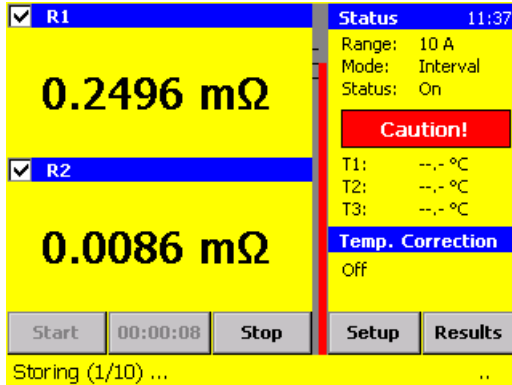 R1
0.2496 mΩ
R2
0.0086 mΩ
Start 00:00:08 Stop
Storing (1/10) ...
Status 11:37
Range: 10 A
Mode: Interval
Status: On
Caution!
T1: --.- °C
T2: --.- °C
T3: --.- °C
Temp. Correction
Off
Setup Results
..